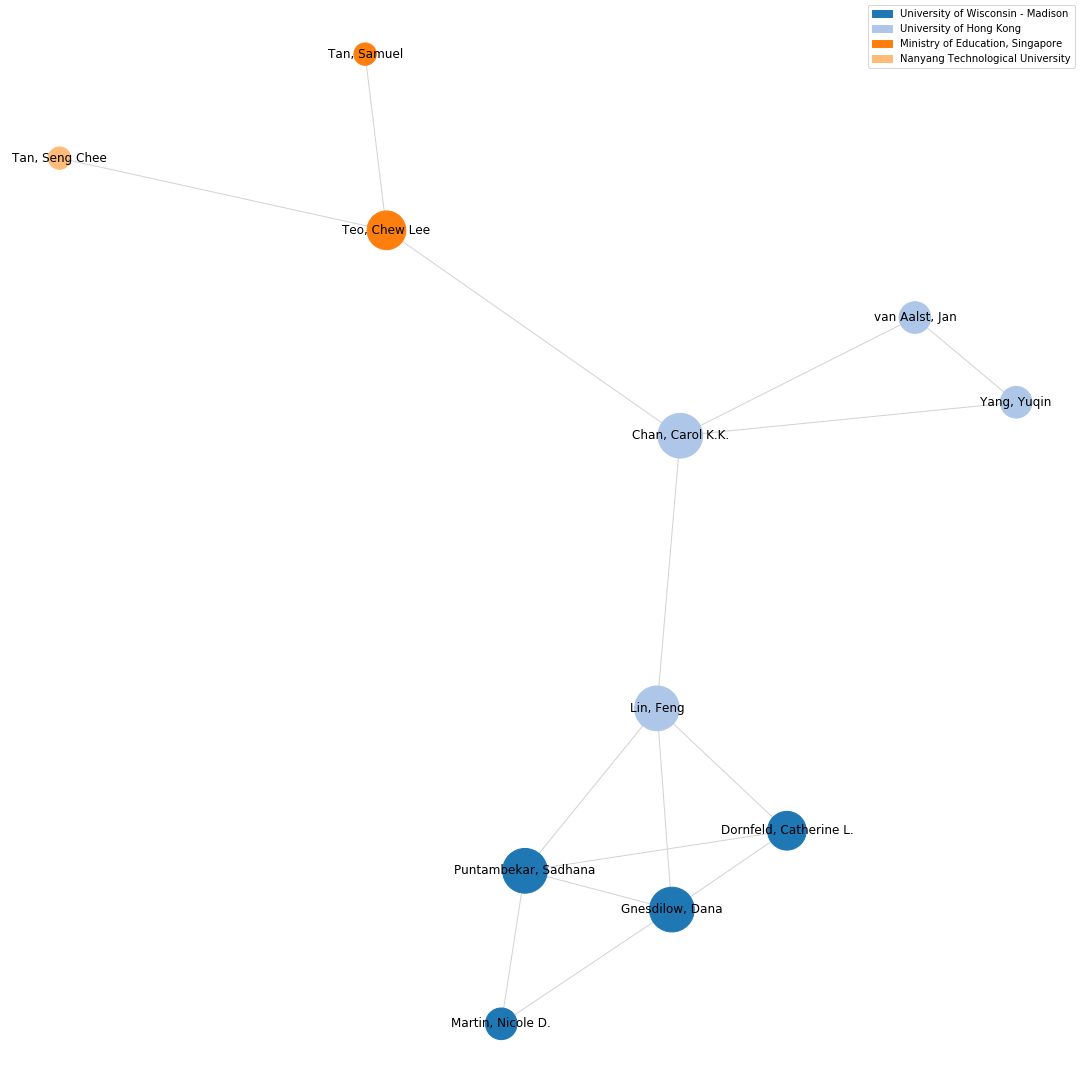 University of Wisconsin - Madison
University of Hong Kong
Ministry of Education, Singapore
Nanyang Technological University
Tan, Samuel
Tan, Seng Chee
Teo, Chew Lee
van Aalst, Jan
Yang, Yuqin
Chan, Carol K.K.
Lin, Feng
Dornfeld, Catherine L.
Puntambekar, Sadhana
Gnesdilow, Dana
Martin, Nicole D.